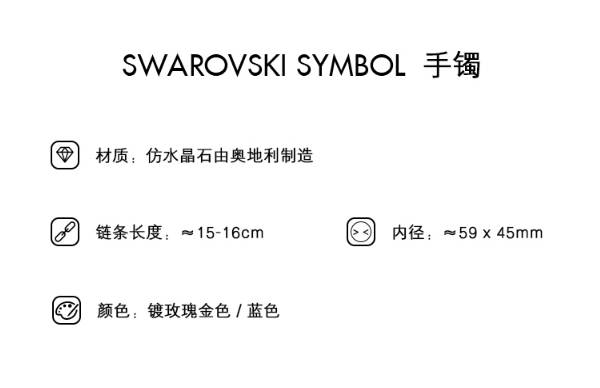 SWAROVSKI SYMBOL 手镯
材质：仿水晶石由奥地利制造
链条长度：≈15-16cm
内径：≈59 x 45mm
颜色：镀玫瑰金色 / 蓝色